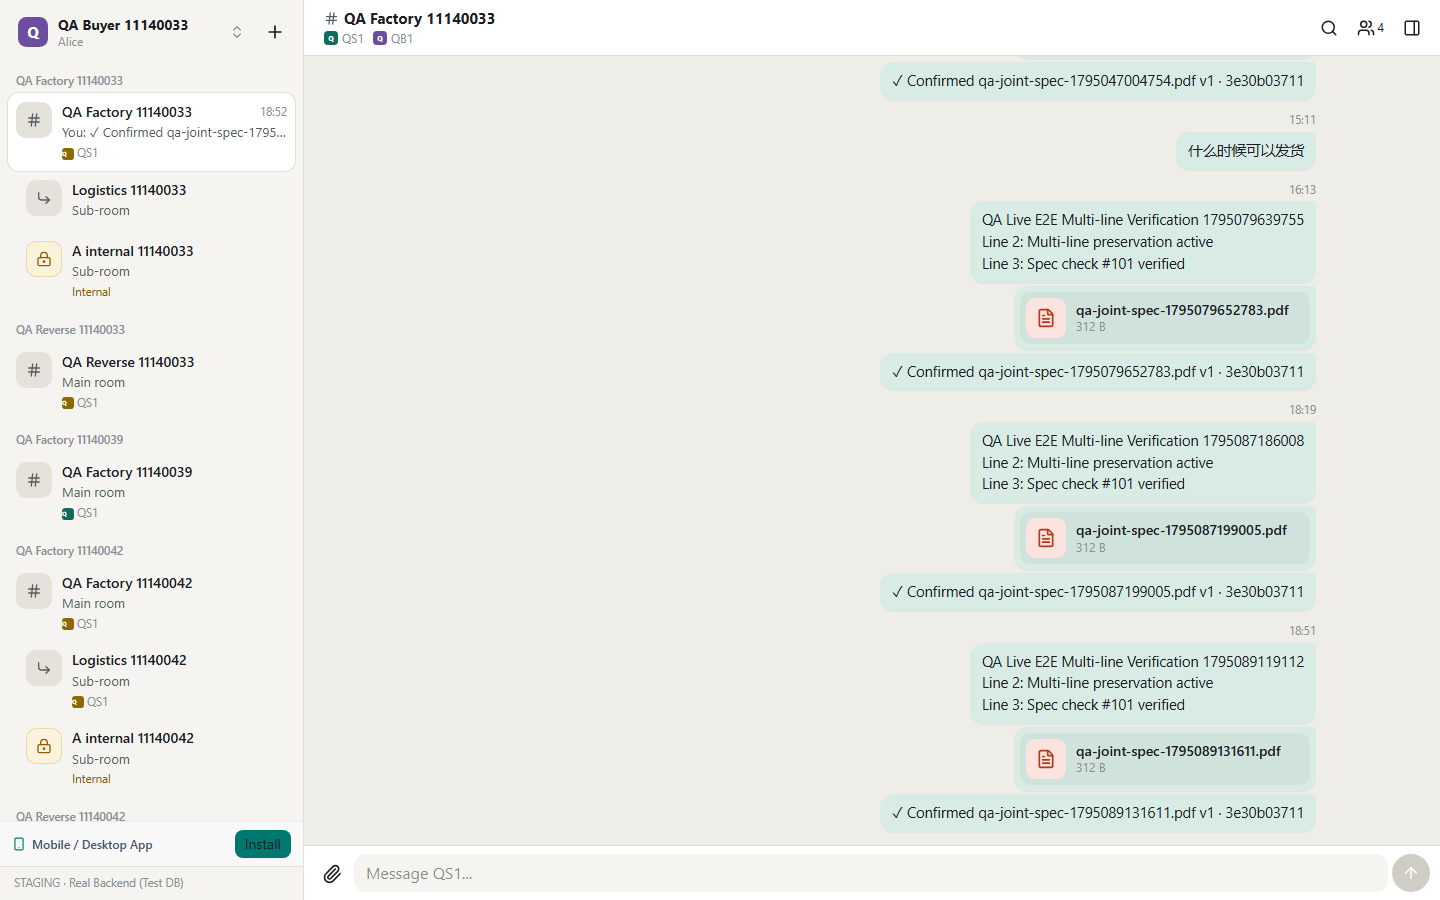 Q
QA Buyer 11140033
Alice
QA Factory 11140033
QA Factory 11140033
18:52
You: ✓ Confirmed qa-joint-spec-1795...
QS1
Logistics 11140033
Sub-room
A internal 11140033
Sub-room
Internal
QA Reverse 11140033
QA Reverse 11140033
Main room
QS1
QA Factory 11140039
QA Factory 11140039
Main room
QS1
QA Factory 11140042
QA Factory 11140042
Main room
QS1
Logistics 11140042
Sub-room
QS1
A internal 11140042
Sub-room
Internal
QA Reverse 11140042
Mobile / Desktop App
Install
STAGING · Real Backend (Test DB)
# QA Factory 11140033
Q QS1 Q QB1
4
✓ Confirmed qa-joint-spec-1795047004754.pdf v1 · 3e30b03711
15:11
什么时候可以发货
16:13
QA Live E2E Multi-line Verification 1795079639755
Line 2: Multi-line preservation active
Line 3: Spec check #101 verified
qa-joint-spec-1795079652783.pdf
312 B
✓ Confirmed qa-joint-spec-1795079652783.pdf v1 · 3e30b03711
18:19
QA Live E2E Multi-line Verification 1795087186008
Line 2: Multi-line preservation active
Line 3: Spec check #101 verified
qa-joint-spec-1795087199005.pdf
312 B
✓ Confirmed qa-joint-spec-1795087199005.pdf v1 · 3e30b03711
18:51
QA Live E2E Multi-line Verification 1795089119112
Line 2: Multi-line preservation active
Line 3: Spec check #101 verified
qa-joint-spec-1795089131611.pdf
312 B
✓ Confirmed qa-joint-spec-1795089131611.pdf v1 · 3e30b03711
Message QS1...